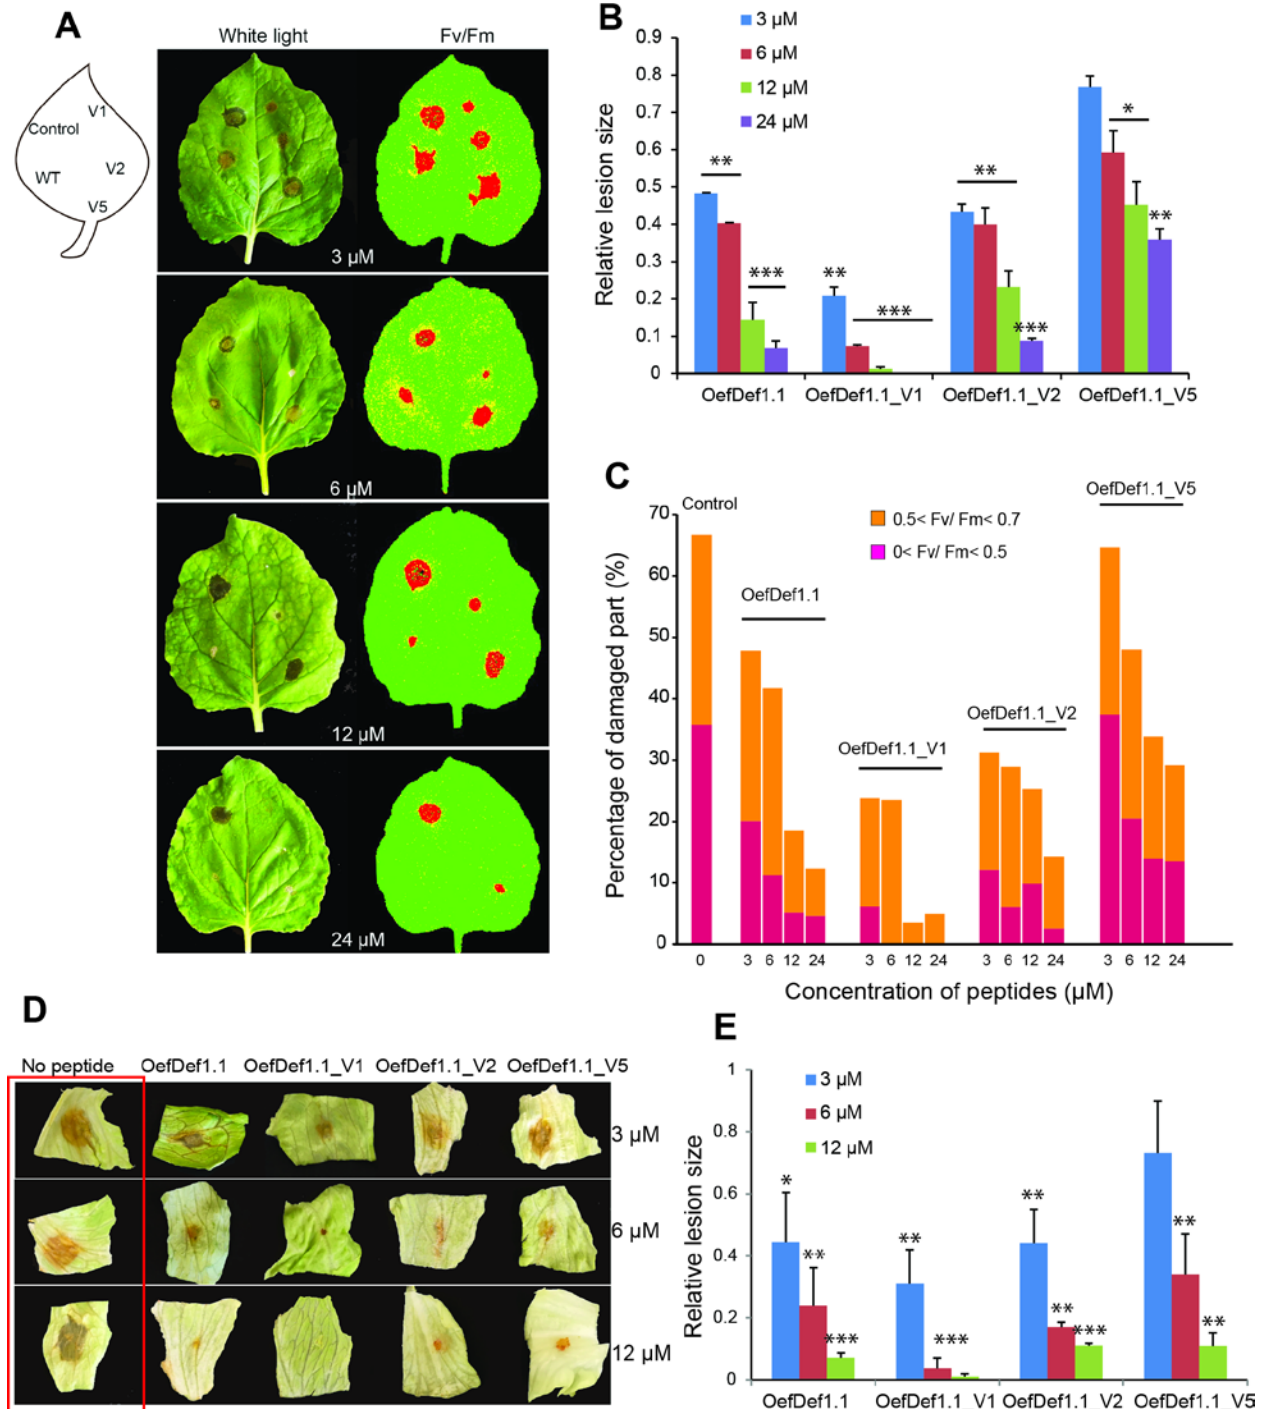 A
White light
Fv/Fm
V1
Control
V2
WT
V5
3 µM
6 µM
12 µM
24 µM
B
3 µM
6 µM
12 µM
24 µM
Relative lesion size
0.9
0.8
0.7
0.6
0.5
0.4
0.3
0.2
0.1
0
**
***
**
***
**
***
*
**
OefDef1.1
OefDef1.1_V1
OefDef1.1_V2
OefDef1.1_V5
C
Control
OefDef1.1
OefDef1.1_V1
OefDef1.1_V2
OefDef1.1_V5
0.5< Fv/ Fm< 0.7
0< Fv/ Fm< 0.5
Percentage of damaged part (%)
70
60
50
40
30
20
10
0
0 3 6 12 24 3 6 12 24 3 6 12 24 3 6 12 24
Concentration of peptides (µM)
D
No peptide OefDef1.1 OefDef1.1_V1 OefDef1.1_V2 OefDef1.1_V5
3 µM
6 µM
12 µM
E
3 µM
6 µM
12 µM
Relative lesion size
1
0.8
0.6
0.4
0.2
0
*
**
***
**
***
**
**
***
**
**
OefDef1.1
OefDef1.1_V1
OefDef1.1_V2
OefDef1.1_V5